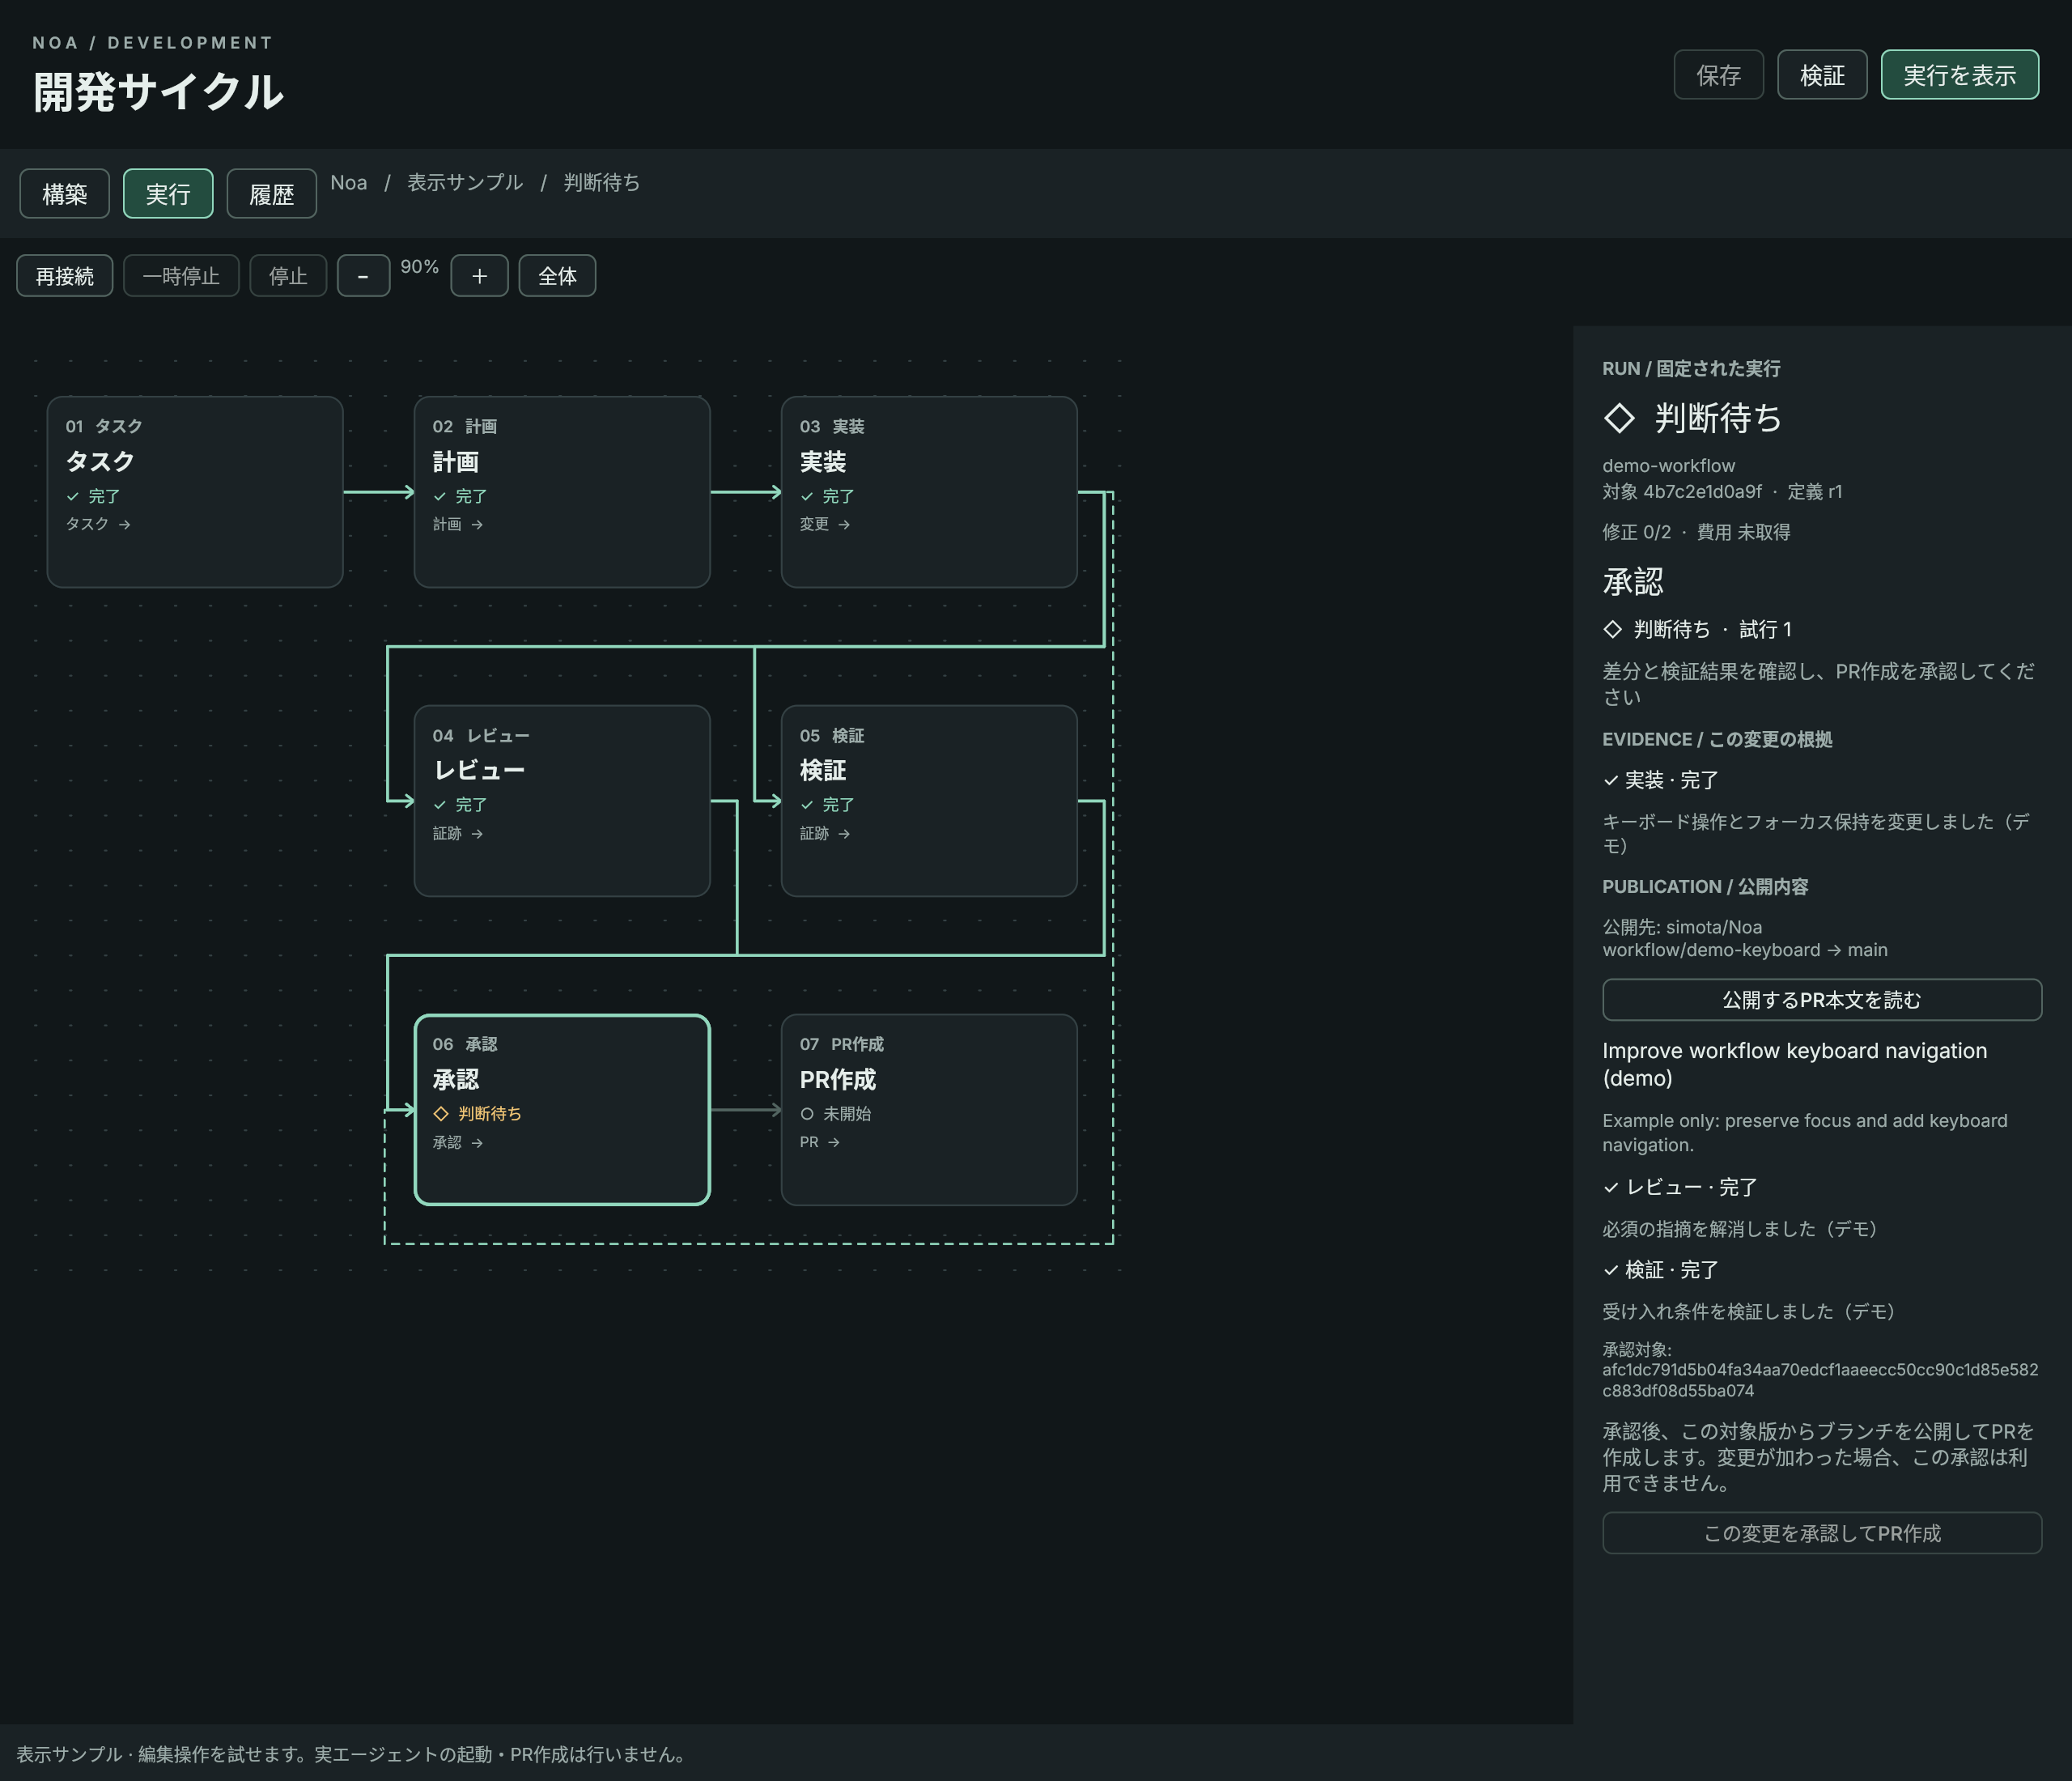 NOA / DEVELOPMENT
開発サイクル
保存
検証
実行を表示
構築
実行
履歴
Noa / 表示サンプル / 判断待ち
再接続
一時停止
停止
−
90%
＋
全体
01 タスク
タスク
✓ 完了
タスク →
02 計画
計画
✓ 完了
計画 →
03 実装
実装
✓ 完了
変更 →
04 レビュー
レビュー
✓ 完了
証跡 →
05 検証
検証
✓ 完了
証跡 →
06 承認
承認
◇ 判断待ち
承認 →
07 PR作成
PR作成
○ 未開始
PR →
RUN / 固定された実行
◇ 判断待ち
demo-workflow
対象 4b7c2e1d0a9f · 定義 r1
修正 0/2 · 費用 未取得
承認
◇ 判断待ち · 試行 1
差分と検証結果を確認し、PR作成を承認してくだ
さい
EVIDENCE / この変更の根拠
✓ 実装 · 完了
キーボード操作とフォーカス保持を変更しました（デ
モ）
PUBLICATION / 公開内容
公開先: simota/Noa
workflow/demo-keyboard → main
公開するPR本文を読む
Improve workflow keyboard navigation
(demo)
Example only: preserve focus and add keyboard
navigation.
✓ レビュー · 完了
必須の指摘を解消しました（デモ）
✓ 検証 · 完了
受け入れ条件を検証しました（デモ）
承認対象:
afc1dc791d5b04fa34aa70edcf1aaeecc50cc90c1d85e582
c883df08d55ba074
承認後、この対象版からブランチを公開してPRを
作成します。変更が加わった場合、この承認は利
用できません。
この変更を承認してPR作成
表示サンプル · 編集操作を試せます。実エージェントの起動・PR作成は行いません。